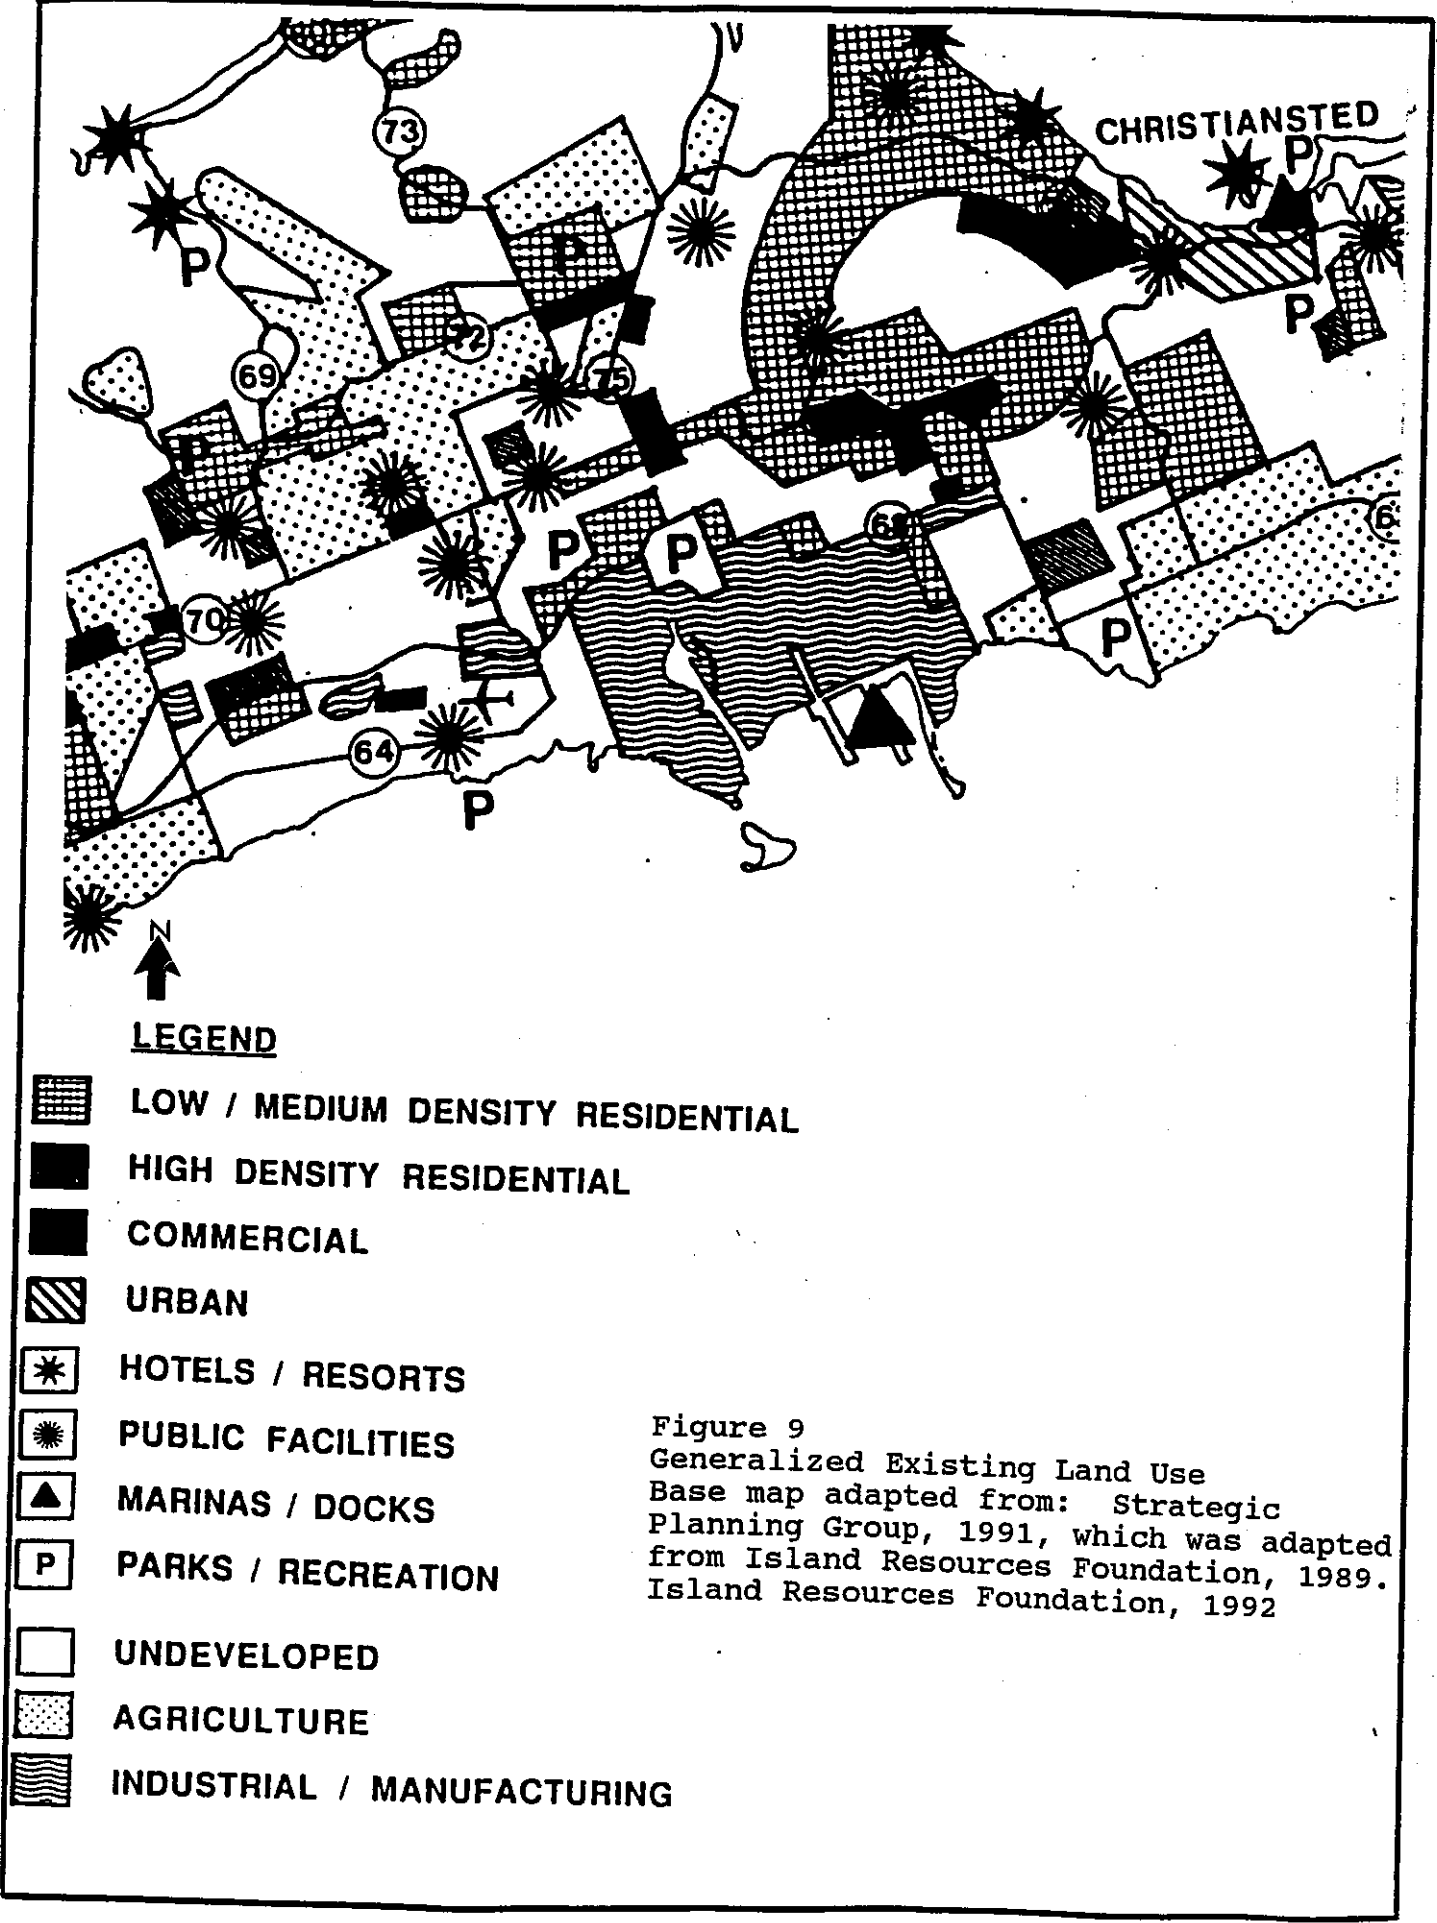 CHRISTIANSTED
73
P
P
P
P
72
69
75
P
P
P
70
P
64
P
N
LEGEND
LOW / MEDIUM DENSITY RESIDENTIAL
HIGH DENSITY RESIDENTIAL
COMMERCIAL
URBAN
HOTELS / RESORTS
PUBLIC FACILITIES
MARINAS / DOCKS
P PARKS / RECREATION
UNDEVELOPED
AGRICULTURE
INDUSTRIAL / MANUFACTURING
Figure 9
Generalized Existing Land Use
Base map adapted from: Strategic
Planning Group, 1991, which was adapted
from Island Resources Foundation, 1989.
Island Resources Foundation, 1992